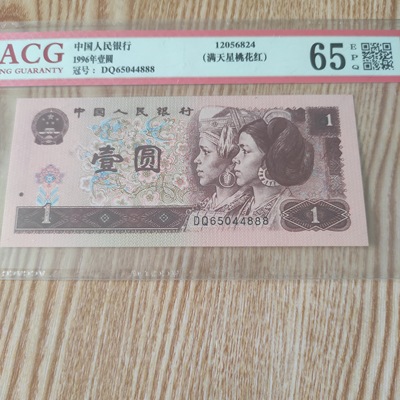 ACG
NG GUARANTY
中国人民银行
1996年壹圆
冠号: DQ65044888
12056824
(满天星桃花红)
65
EPQ
中国人民银行
壹圆
1
1
1
DQ65044888